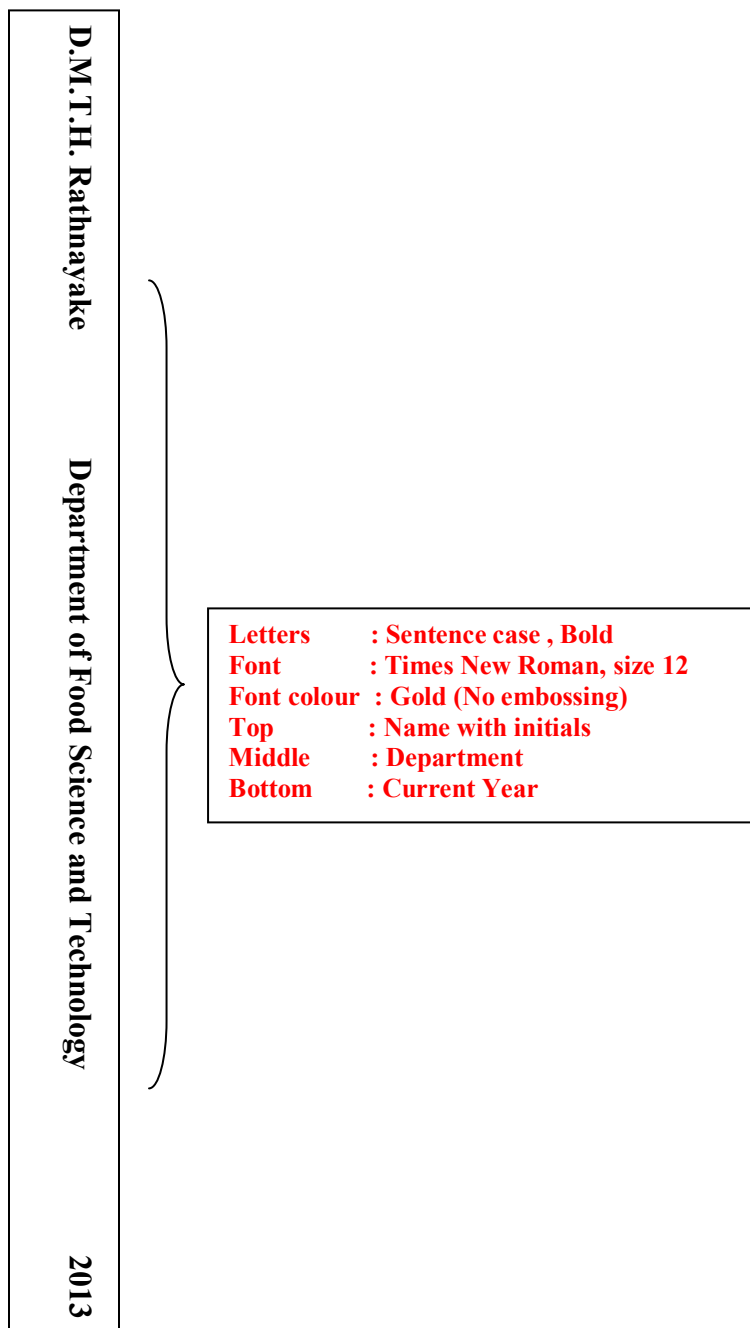 D.M.T.H. Rathnayake Department of Food Science and Technology 2013
Letters : Sentence case , Bold
Font : Times New Roman, size 12
Font colour : Gold (No embossing)
Top : Name with initials
Middle : Department
Bottom : Current Year